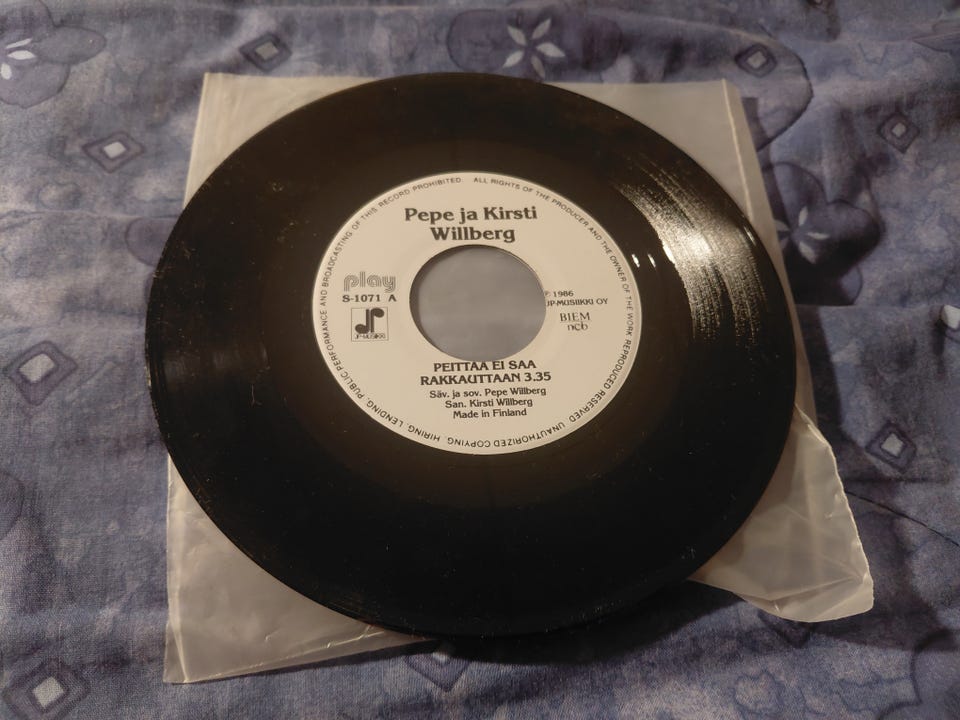 Pepe ja Kirsti
Willberg
play
S-1071 A
JP-MUSIIKKI
℗ 1986
JP-MUSIIKKI OY
BIEM
ncb
PEITTAA EI SAA
RAKKAUTTAAN 3.35
Säv. ja sov. Pepe Willberg
San. Kirsti Willberg
Made in Finland
ALL RIGHTS OF THE PRODUCER AND THE OWNER OF THE WORK REPRODUCED RESERVED. UNAUTHORIZED COPYING, HIRING, LENDING, PUBLIC PERFORMANCE AND BROADCASTING OF THIS RECORD PROHIBITED.